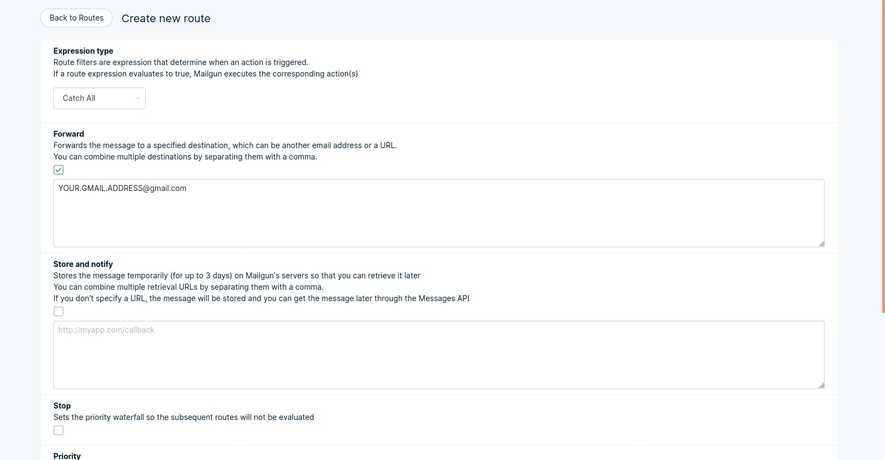 Back to Routes Create new route
Expression type
Route filters are expression that determine when an action is triggered.
If a route expression evaluates to true, Mailgun executes the corresponding action(s)
Catch All
Forward
Forwards the message to a specified destination, which can be another email address or a URL.
You can combine multiple destinations by separating them with a comma.
YOUR.GMAIL.ADDRESS@gmail.com
Store and notify
Stores the message temporarily (for up to 3 days) on Mailgun's servers so that you can retrieve it later
You can combine multiple retrieval URLs by separating them with a comma.
If you don't specify a URL, the message will be stored and you can get the message later through the Messages API
http://myapp.com/callback
Stop
Sets the priority waterfall so the subsequent routes will not be evaluated
Priority